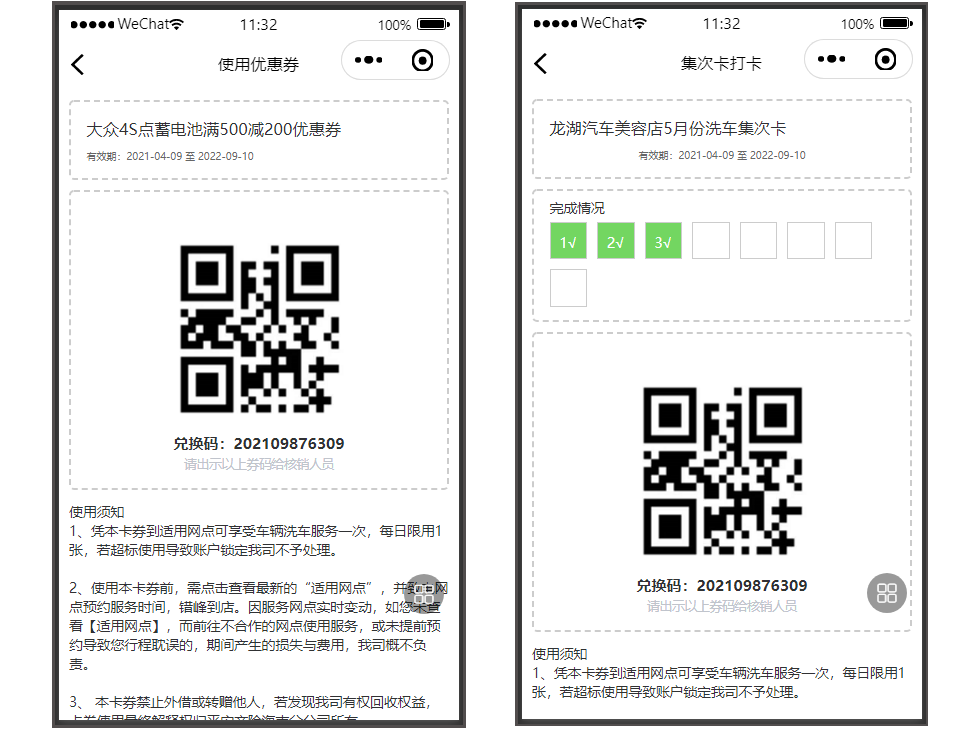 WeChat 11:32 100%
使用优惠券
大众4S点蓄电池满500减200优惠券
有效期：2021-04-09 至 2022-09-10
兑换码：202109876309
请出示以上券码给核销人员
使用须知
1、凭本卡券到适用网点可享受车辆洗车服务一次，每日限用1
张，若超标使用导致账户锁定我司不予处理。
2、使用本卡券前，需点击查看最新的“适用网点”，并致电网
点预约服务时间，错峰到店。因服务网点实时变动，如您未查
看【适用网点】，而前往不合作的网点使用服务，或未提前预
约导致您行程耽误的，期间产生的损失与费用，我司概不负
责。
3、 本卡券禁止外借或转赠他人，若发现我司有权回收权益，
WeChat 11:32 100%
集次卡打卡
龙湖汽车美容店5月份洗车集次卡
有效期：2021-04-09 至 2022-09-10
完成情况
1√ 2√ 3√
兑换码：202109876309
请出示以上券码给核销人员
使用须知
1、凭本卡券到适用网点可享受车辆洗车服务一次，每日限用1
张，若超标使用导致账户锁定我司不予处理。